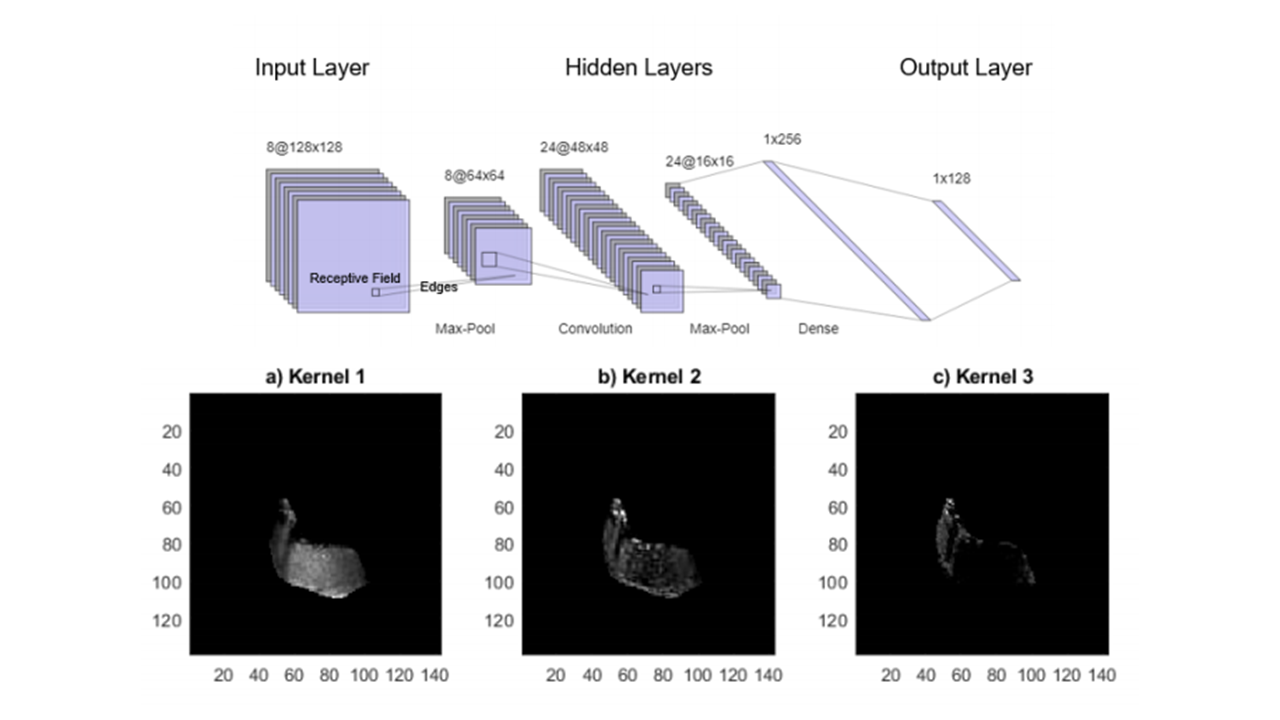 Input Layer
Hidden Layers
Output Layer
8@128x128
8@64x64
24@48x48
24@16x16
1x256
1x128
Receptive Field
Edges
Max-Pool
Convolution
Max-Pool
Dense
a) Kernel 1
b) Kernel 2
c) Kernel 3
20
40
60
80
100
120
20 40 60 80 100 120 140
20
40
60
80
100
120
20 40 60 80 100 120 140
20
40
60
80
100
120
20 40 60 80 100 120 140